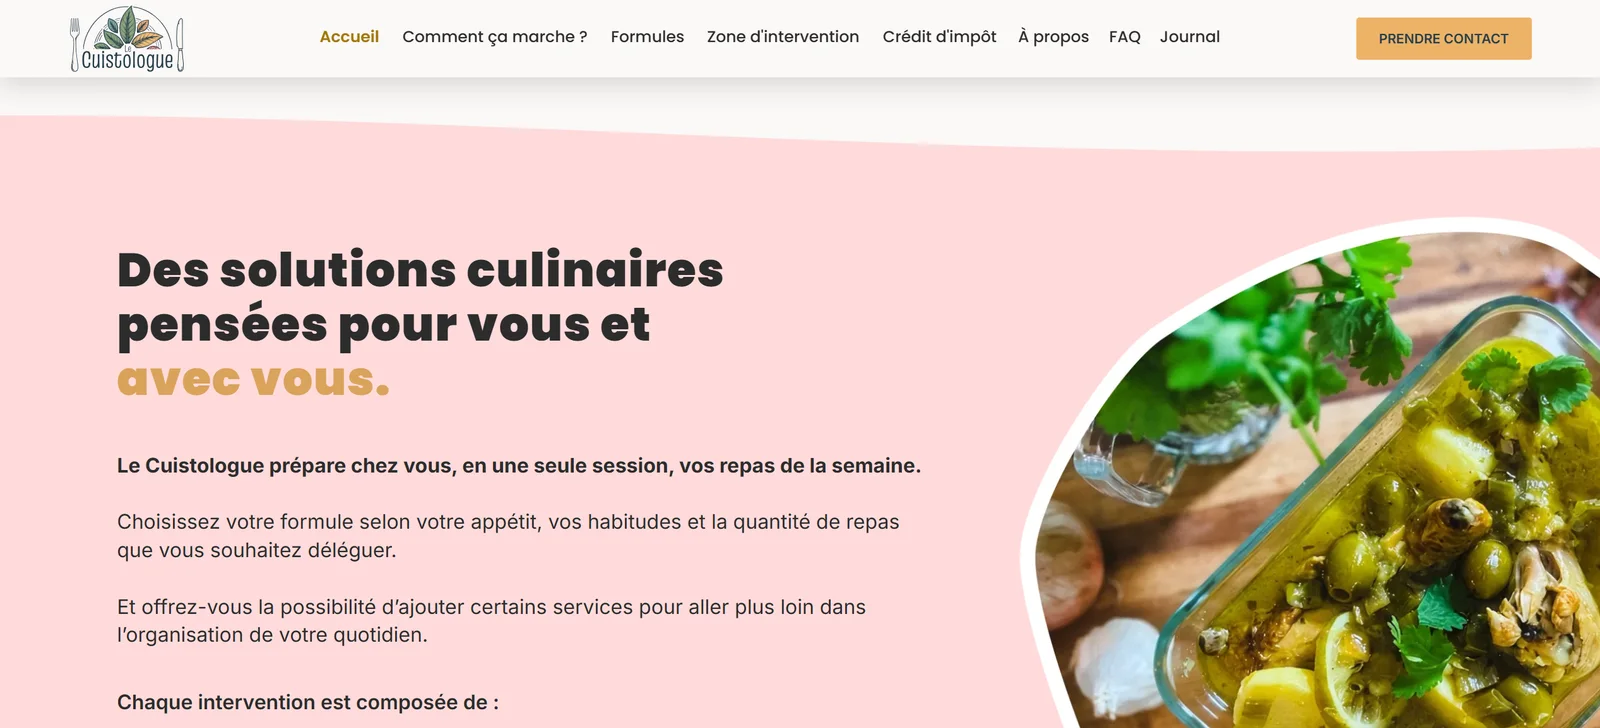 Le
Cuistologue
Accueil
Comment ça marche ?
Formules
Zone d'intervention
Crédit d'impôt
À propos
FAQ
Journal
PRENDRE CONTACT
Des solutions culinaires
pensées pour vous et
avec vous.
Le Cuistologue prépare chez vous, en une seule session, vos repas de la semaine.
Choisissez votre formule selon votre appétit, vos habitudes et la quantité de repas
que vous souhaitez déléguer.
Et offrez-vous la possibilité d’ajouter certains services pour aller plus loin dans
l’organisation de votre quotidien.
Chaque intervention est composée de :